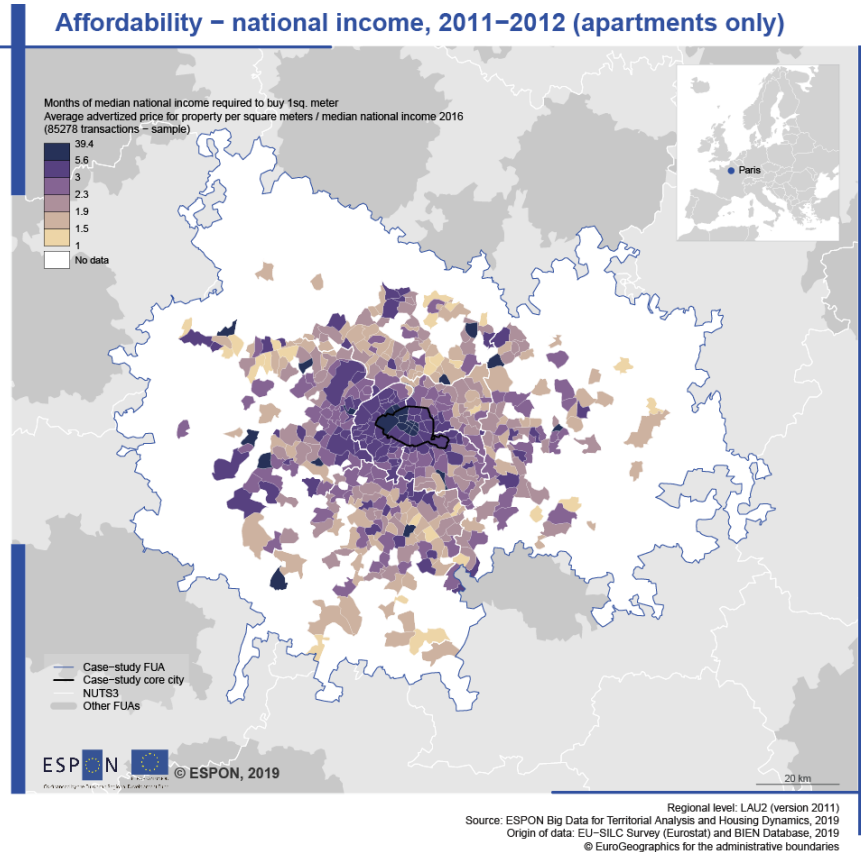 Affordability − national income, 2011−2012 (apartments only)
Months of median national income required to buy 1sq. meter
Average advertized price for property per square meters / median national income 2016
(85278 transactions − sample)
39.4
5.6
3
2.3
1.9
1.5
1
No data
Paris
Case−study FUA
Case−study core city
NUTS3
Other FUAs
ESPON
© ESPON, 2019
20 km
Regional level: LAU2 (version 2011)
Source: ESPON Big Data for Territorial Analysis and Housing Dynamics, 2019
Origin of data: EU−SILC Survey (Eurostat) and BIEN Database, 2019
© EuroGeographics for the administrative boundaries